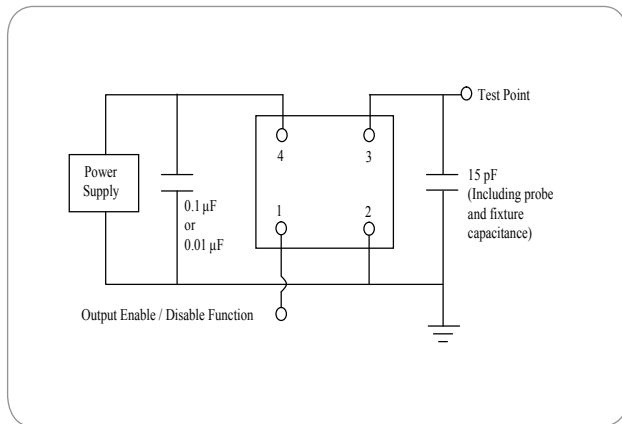 Test Point
4
3
Power
Supply
0.1 µF
or
0.01 µF
1
2
15 pF
(Including probe
and fixture
capacitance)
Output Enable / Disable Function